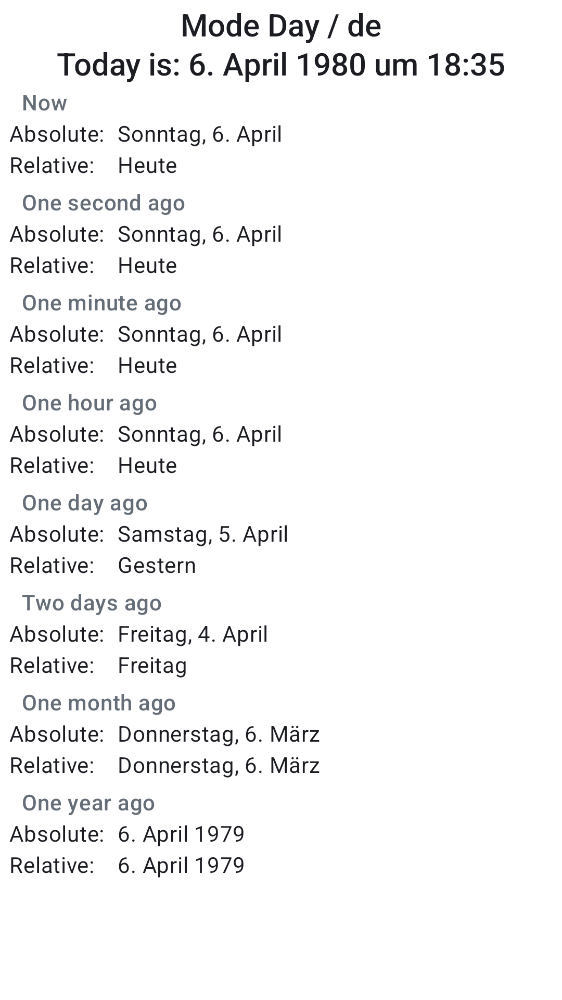 Mode Day / de
Today is: 6. April 1980 um 18:35
Now
Absolute: Sonntag, 6. April
Relative: Heute
One second ago
Absolute: Sonntag, 6. April
Relative: Heute
One minute ago
Absolute: Sonntag, 6. April
Relative: Heute
One hour ago
Absolute: Sonntag, 6. April
Relative: Heute
One day ago
Absolute: Samstag, 5. April
Relative: Gestern
Two days ago
Absolute: Freitag, 4. April
Relative: Freitag
One month ago
Absolute: Donnerstag, 6. März
Relative: Donnerstag, 6. März
One year ago
Absolute: 6. April 1979
Relative: 6. April 1979